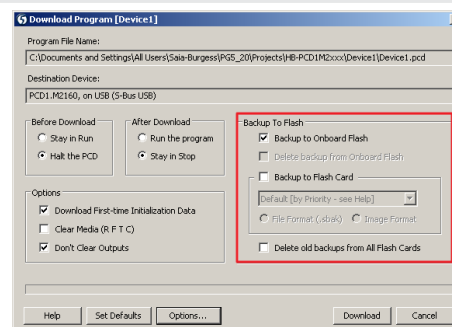 Download Program [Device1]
Program File Name:
C:\Documents and Settings\All Users\Saia-Burgess\PG5_20\Projects\HB-PCD1M2xxx\Device1\Device1.pcd
Destination Device:
PCD1.M2160, on USB (S-Bus USB)
Before Download
Stay in Run
Halt the PCD
After Download
Run the program
Stay in Stop
Options
Download First-time Initialization Data
Clear Media (R F T C)
Don't Clear Outputs
Backup To Flash
Backup to Onboard Flash
Delete backup from Onboard Flash
Backup to Flash Card
Default [by Priority - see Help]
File Format (.sbak) Image Format
Delete old backups from All Flash Cards
Help Set Defaults Options... Download Cancel